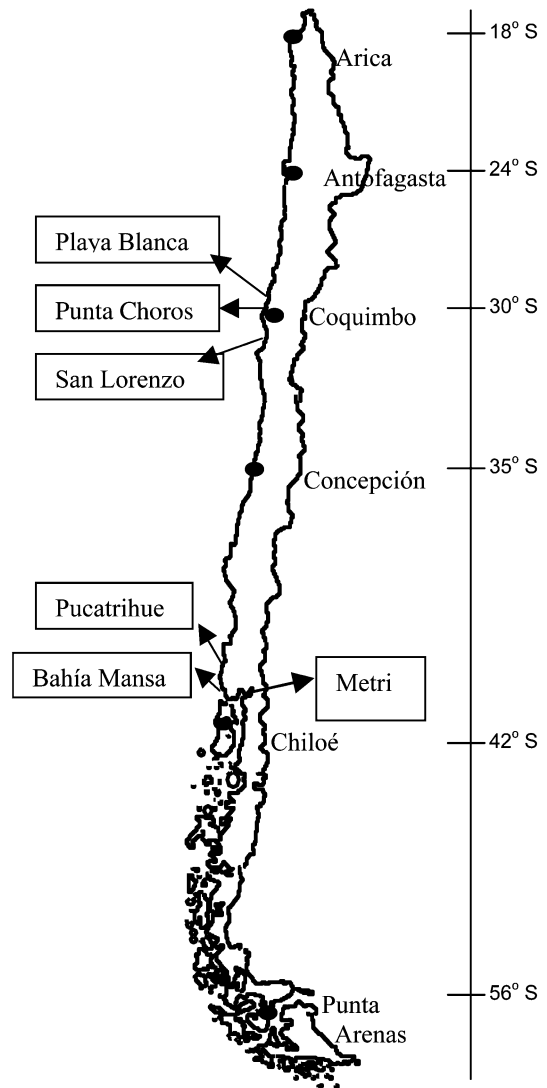 18° S
Arica
24° S
Antofagasta
Playa Blanca
Punta Choros
30° S
Coquimbo
San Lorenzo
35° S
Concepción
Pucatrihue
Bahía Mansa
Metri
Chiloé
42° S
56° S
Punta
Arenas